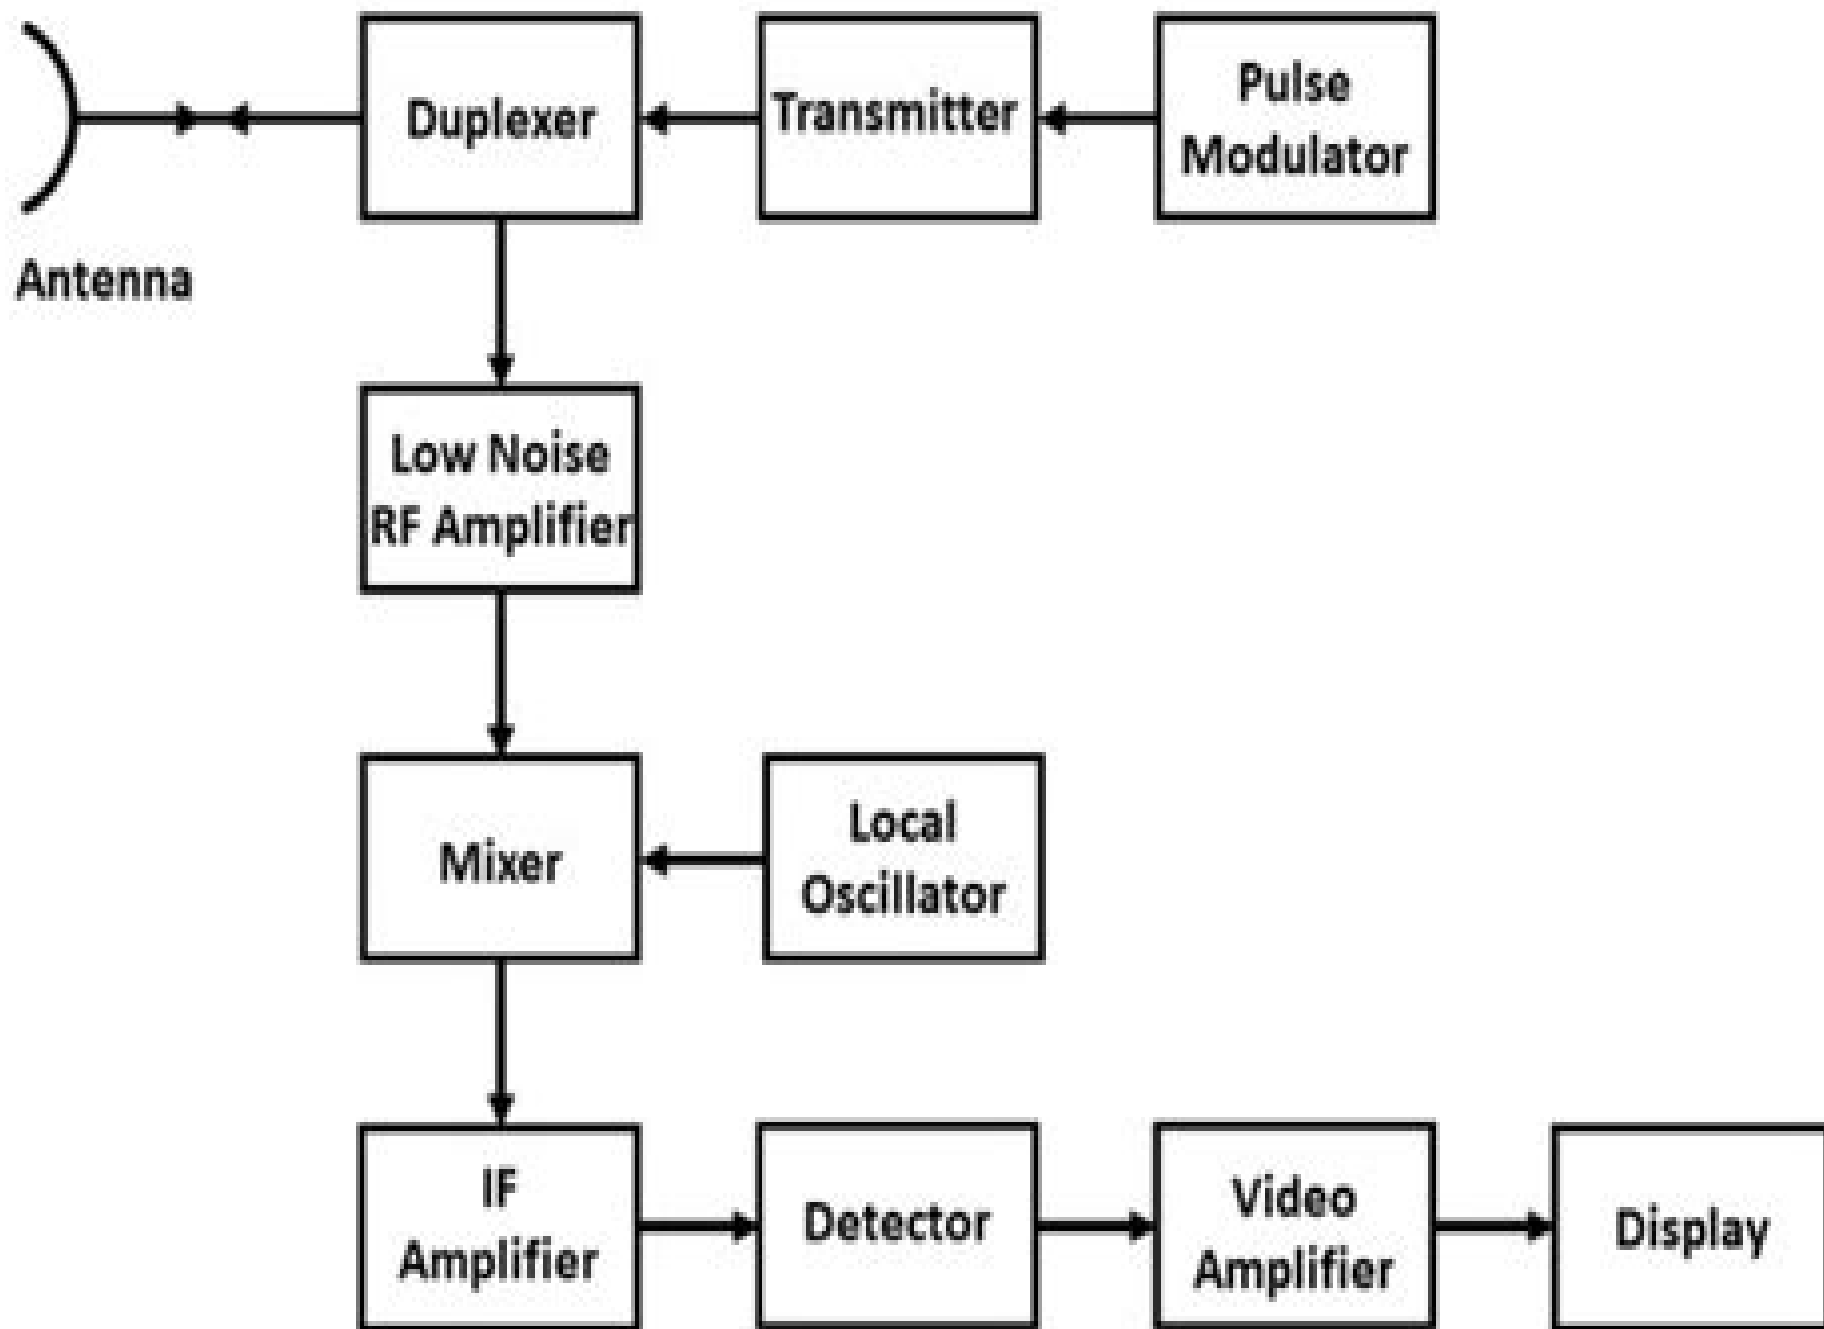 Duplexer
Transmitter
Pulse
Modulator
Antenna
Low Noise
RF Amplifier
Mixer
Local
Oscillator
IF
Amplifier
Detector
Video
Amplifier
Display